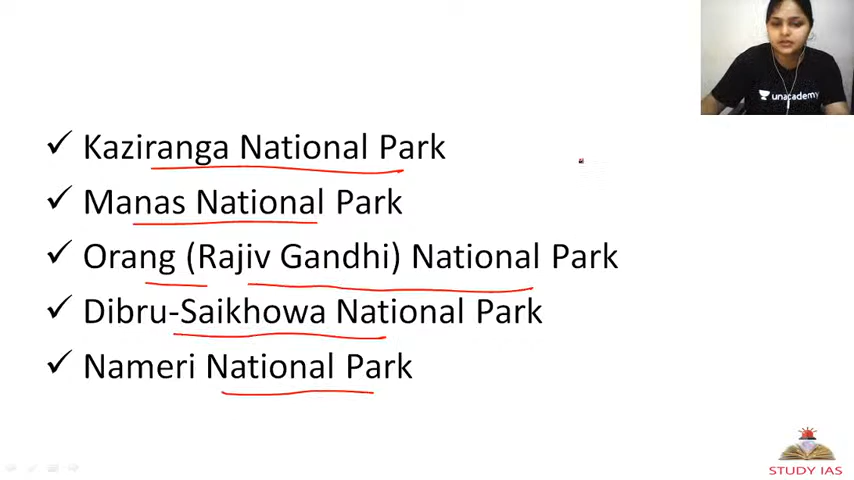 unacademy
✓ Kaziranga National Park
✓ Manas National Park
✓ Orang (Rajiv Gandhi) National Park
✓ Dibru-Saikhowa National Park
✓ Nameri National Park
STUDY IAS